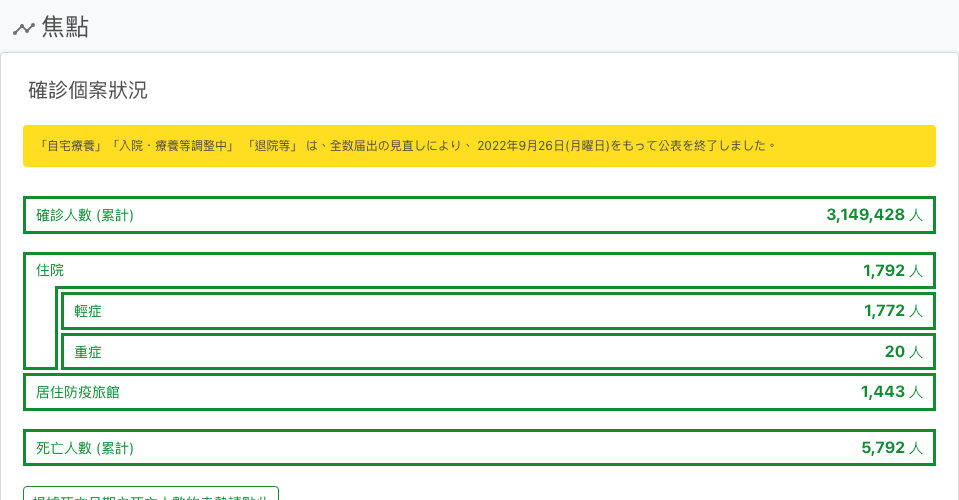 焦點
確診個案狀況
「自宅療養」「入院・療養等調整中」 「退院等」 は、全数届出の見直しにより、 2022年9月26日(月曜日)をもって公表を終了しました。
確診人數 (累計) 3,149,428 人
住院 1,792 人
輕症 1,772 人
重症 20 人
居住防疫旅館 1,443 人
死亡人數 (累計) 5,792 人